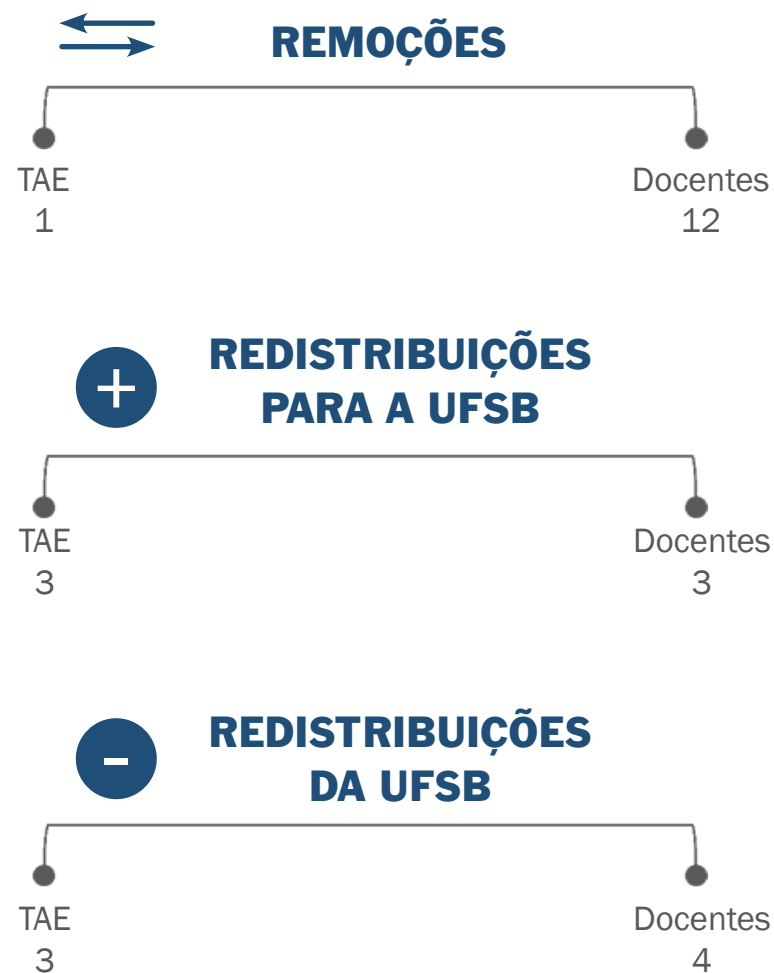 REMOÇÕES
TAE
1
Docentes
12
+
REDISTRIBUIÇÕES
PARA A UFSB
TAE
3
Docentes
3
-
REDISTRIBUIÇÕES
DA UFSB
TAE
3
Docentes
4